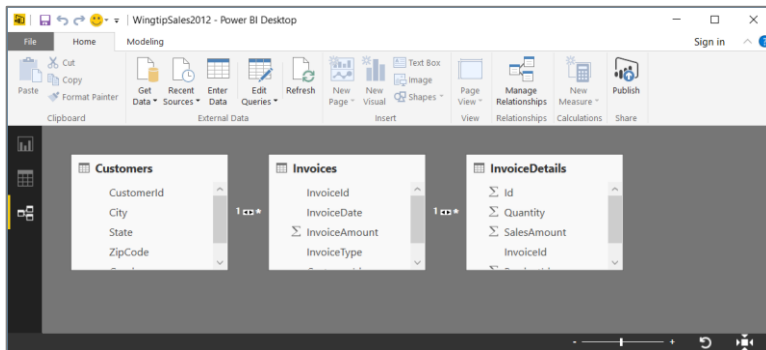 WingtipSales2012 - Power BI Desktop
File Home Modeling Sign in
Paste
Cut
Copy
Format Painter
Clipboard
Get Data
Recent Sources
Enter Data
Edit Queries
Refresh
External Data
New Page
New Visual
Text Box
Image
Shapes
Insert
Page View
View
Manage Relationships
Relationships
New Measure
Calculations
Publish
Share
Customers
CustomerId
City
State
ZipCode
1 *
Invoices
InvoiceId
InvoiceDate
Σ InvoiceAmount
InvoiceType
1 *
InvoiceDetails
Σ Id
Σ Quantity
Σ SalesAmount
InvoiceId
- +